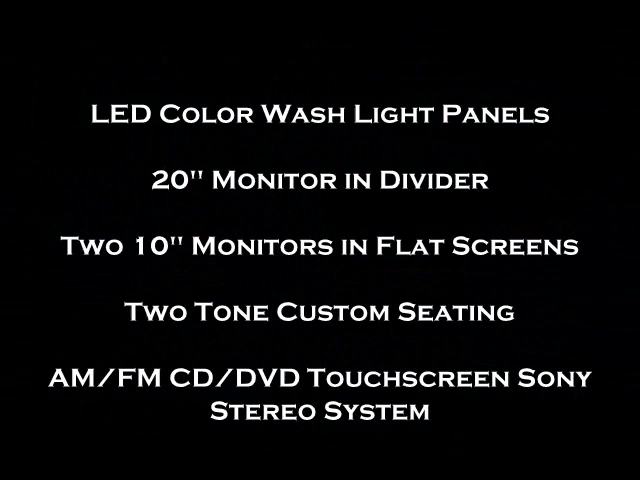 LED Color Wash Light Panels
20" Monitor in Divider
Two 10" Monitors in Flat Screens
Two Tone Custom Seating
AM/FM CD/DVD Touchscreen Sony
Stereo System